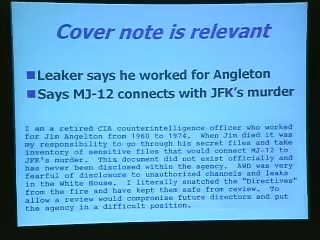 Cover note is relevant
Leaker says he worked for Angleton
Says MJ-12 connects with JFK's murder
I am a retired CIA counterintelligence officer who worked
for Jim Angelton from 1960 to 1974. When Jim died it was
my responsibility to go through his secret files and take
inventory of sensitive files that would connect MJ-12 to
JFK's murder. This document did not exist officially and
has never been disclosed within the agency. AWD was very
fearful of disclosure to unauthorized channels and leaks
in the White House. I literally snatched the "Directives"
from the fire and have kept them safe from review. To
allow a review would compromise future directors and put
the agency in a difficult position.